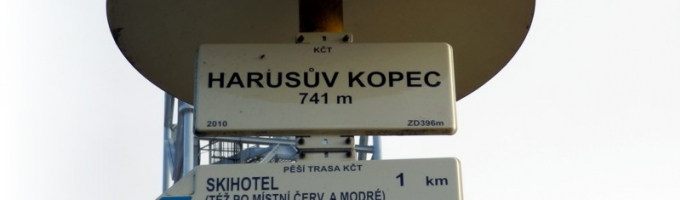 KČT
HARUSŮV KOPEC
741 m
2010 ZD396m
PĚŠÍ TRASA KČT
SKIHOTEL 1 km
(TÉŽ PO MÍSTNÍ ČERV. A MODRÉ)